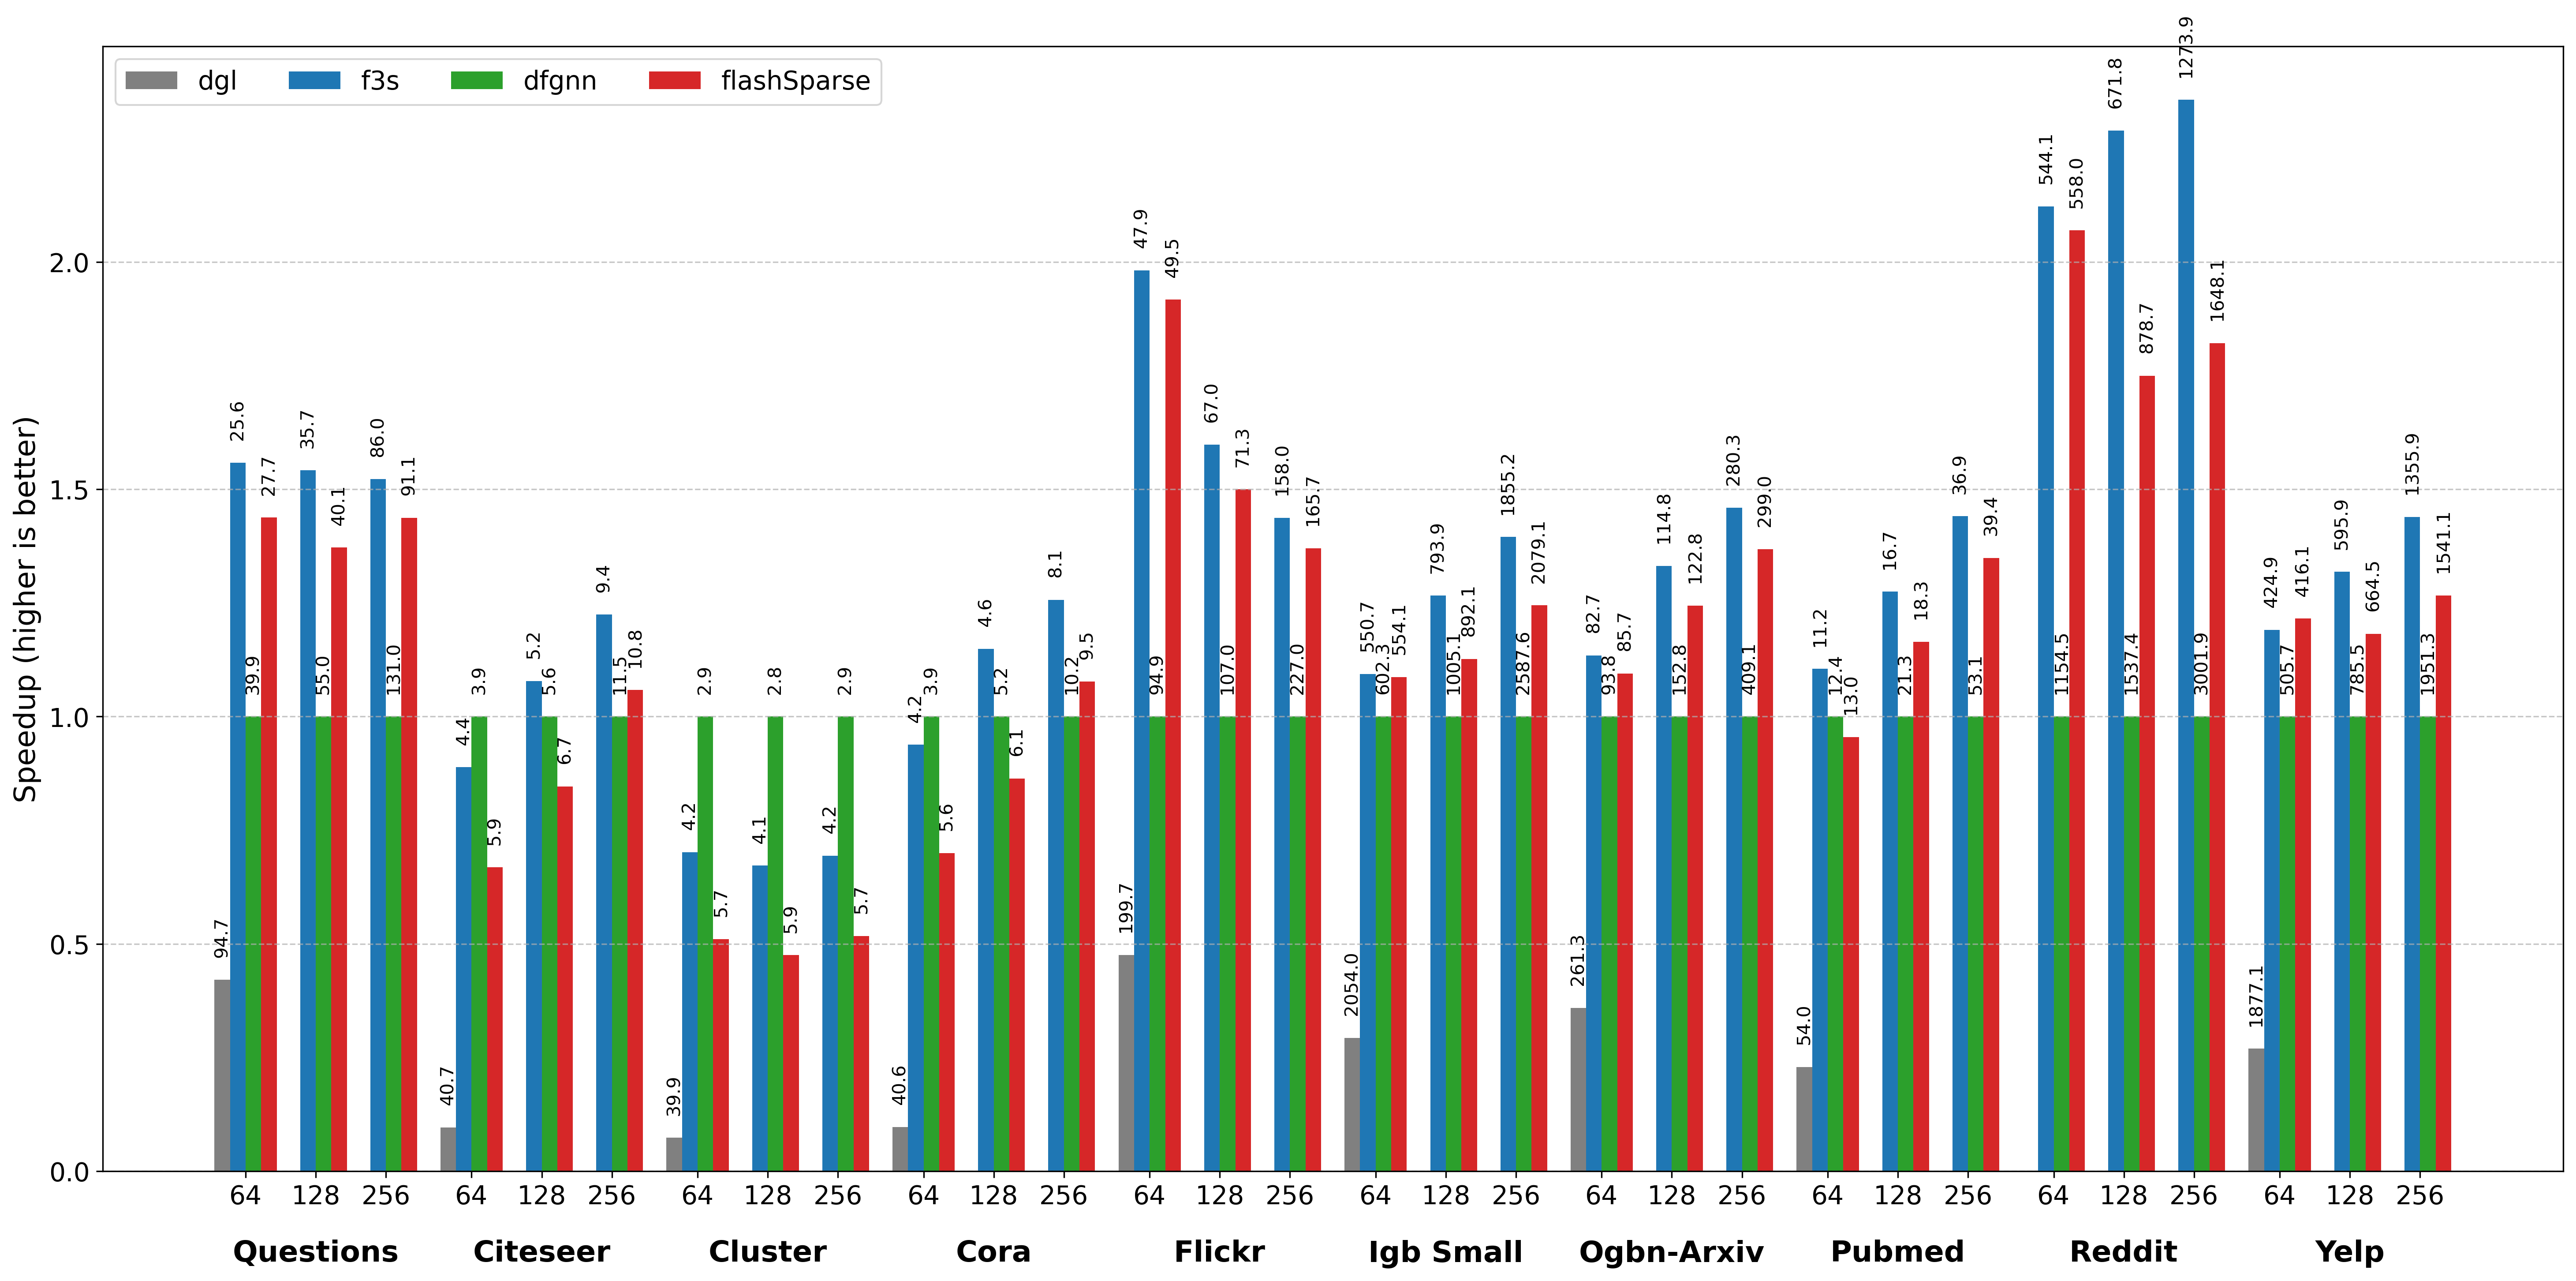 dgl f3s dfgnn flashSparse
Speedup (higher is better)
2.0
1.5
1.0
0.5
0.0
94.7 25.6 39.9 27.7 35.7 55.0 40.1 86.0 131.0 91.1
40.7 4.4 3.9 5.9 5.2 5.6 6.7 9.4 11.5 10.8
39.9 4.2 2.9 5.7 4.1 2.8 5.9 4.2 2.9 5.7
40.6 4.2 3.9 5.6 4.6 5.2 6.1 8.1 10.2 9.5
199.7 47.9 94.9 49.5 67.0 107.0 71.3 158.0 227.0 165.7
2054.0 550.7 602.3 554.1 793.9 1005.1 892.1 1855.2 2587.6 2079.1
261.3 82.7 93.8 85.7 114.8 152.8 122.8 280.3 409.1 299.0
54.0 11.2 12.4 13.0 16.7 21.3 18.3 36.9 53.1 39.4
544.1 1154.5 558.0 671.8 1537.4 878.7 1273.9 3001.9 1648.1
1877.1 424.9 505.7 416.1 595.9 785.5 664.5 1355.9 1951.3 1541.1
64 128 256 64 128 256 64 128 256 64 128 256 64 128 256 64 128 256 64 128 256 64 128 256 64 128 256 64 128 256
Questions Citeseer Cluster Cora Flickr Igb Small Ogbn-Arxiv Pubmed Reddit Yelp